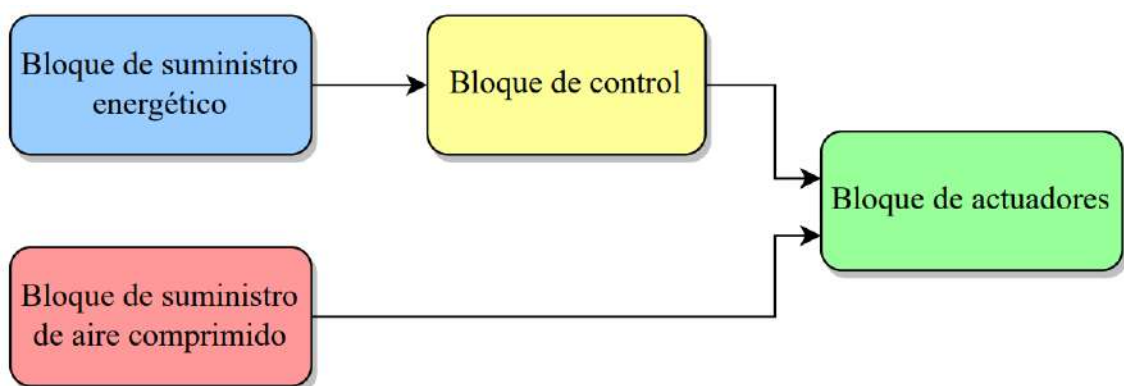 Bloque de suministro
energético
Bloque de control
Bloque de actuadores
Bloque de suministro
de aire comprimido